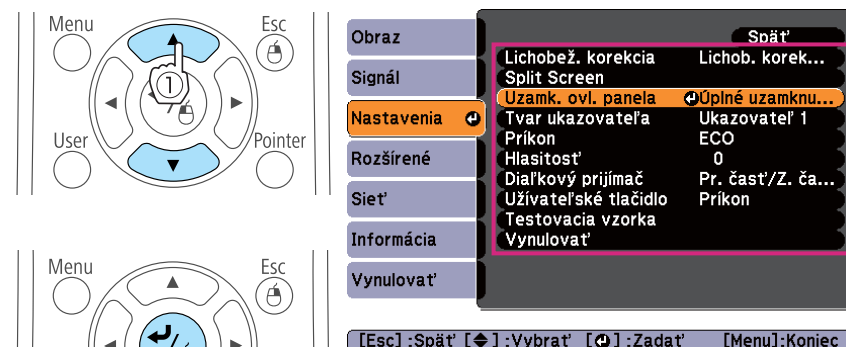 Menu
Esc
1
User
Pointer
Menu
Esc
Obraz
Signál
Nastavenia
Rozšírené
Sieť
Informácia
Vynulovať
Späť
Lichobež. korekcia Lichob. korek...
Split Screen
Uzamk. ovl. panela Úplné uzamknu...
Tvar ukazovateľa Ukazovateľ 1
Príkon ECO
Hlasitosť 0
Diaľkový prijímač Pr. časť/Z. ča...
Užívateľské tlačidlo Príkon
Testovacia vzorka
Vynulovať
[Esc] :Späť [◆] :Vybrať [⏎] :Zadať [Menu]:Koniec